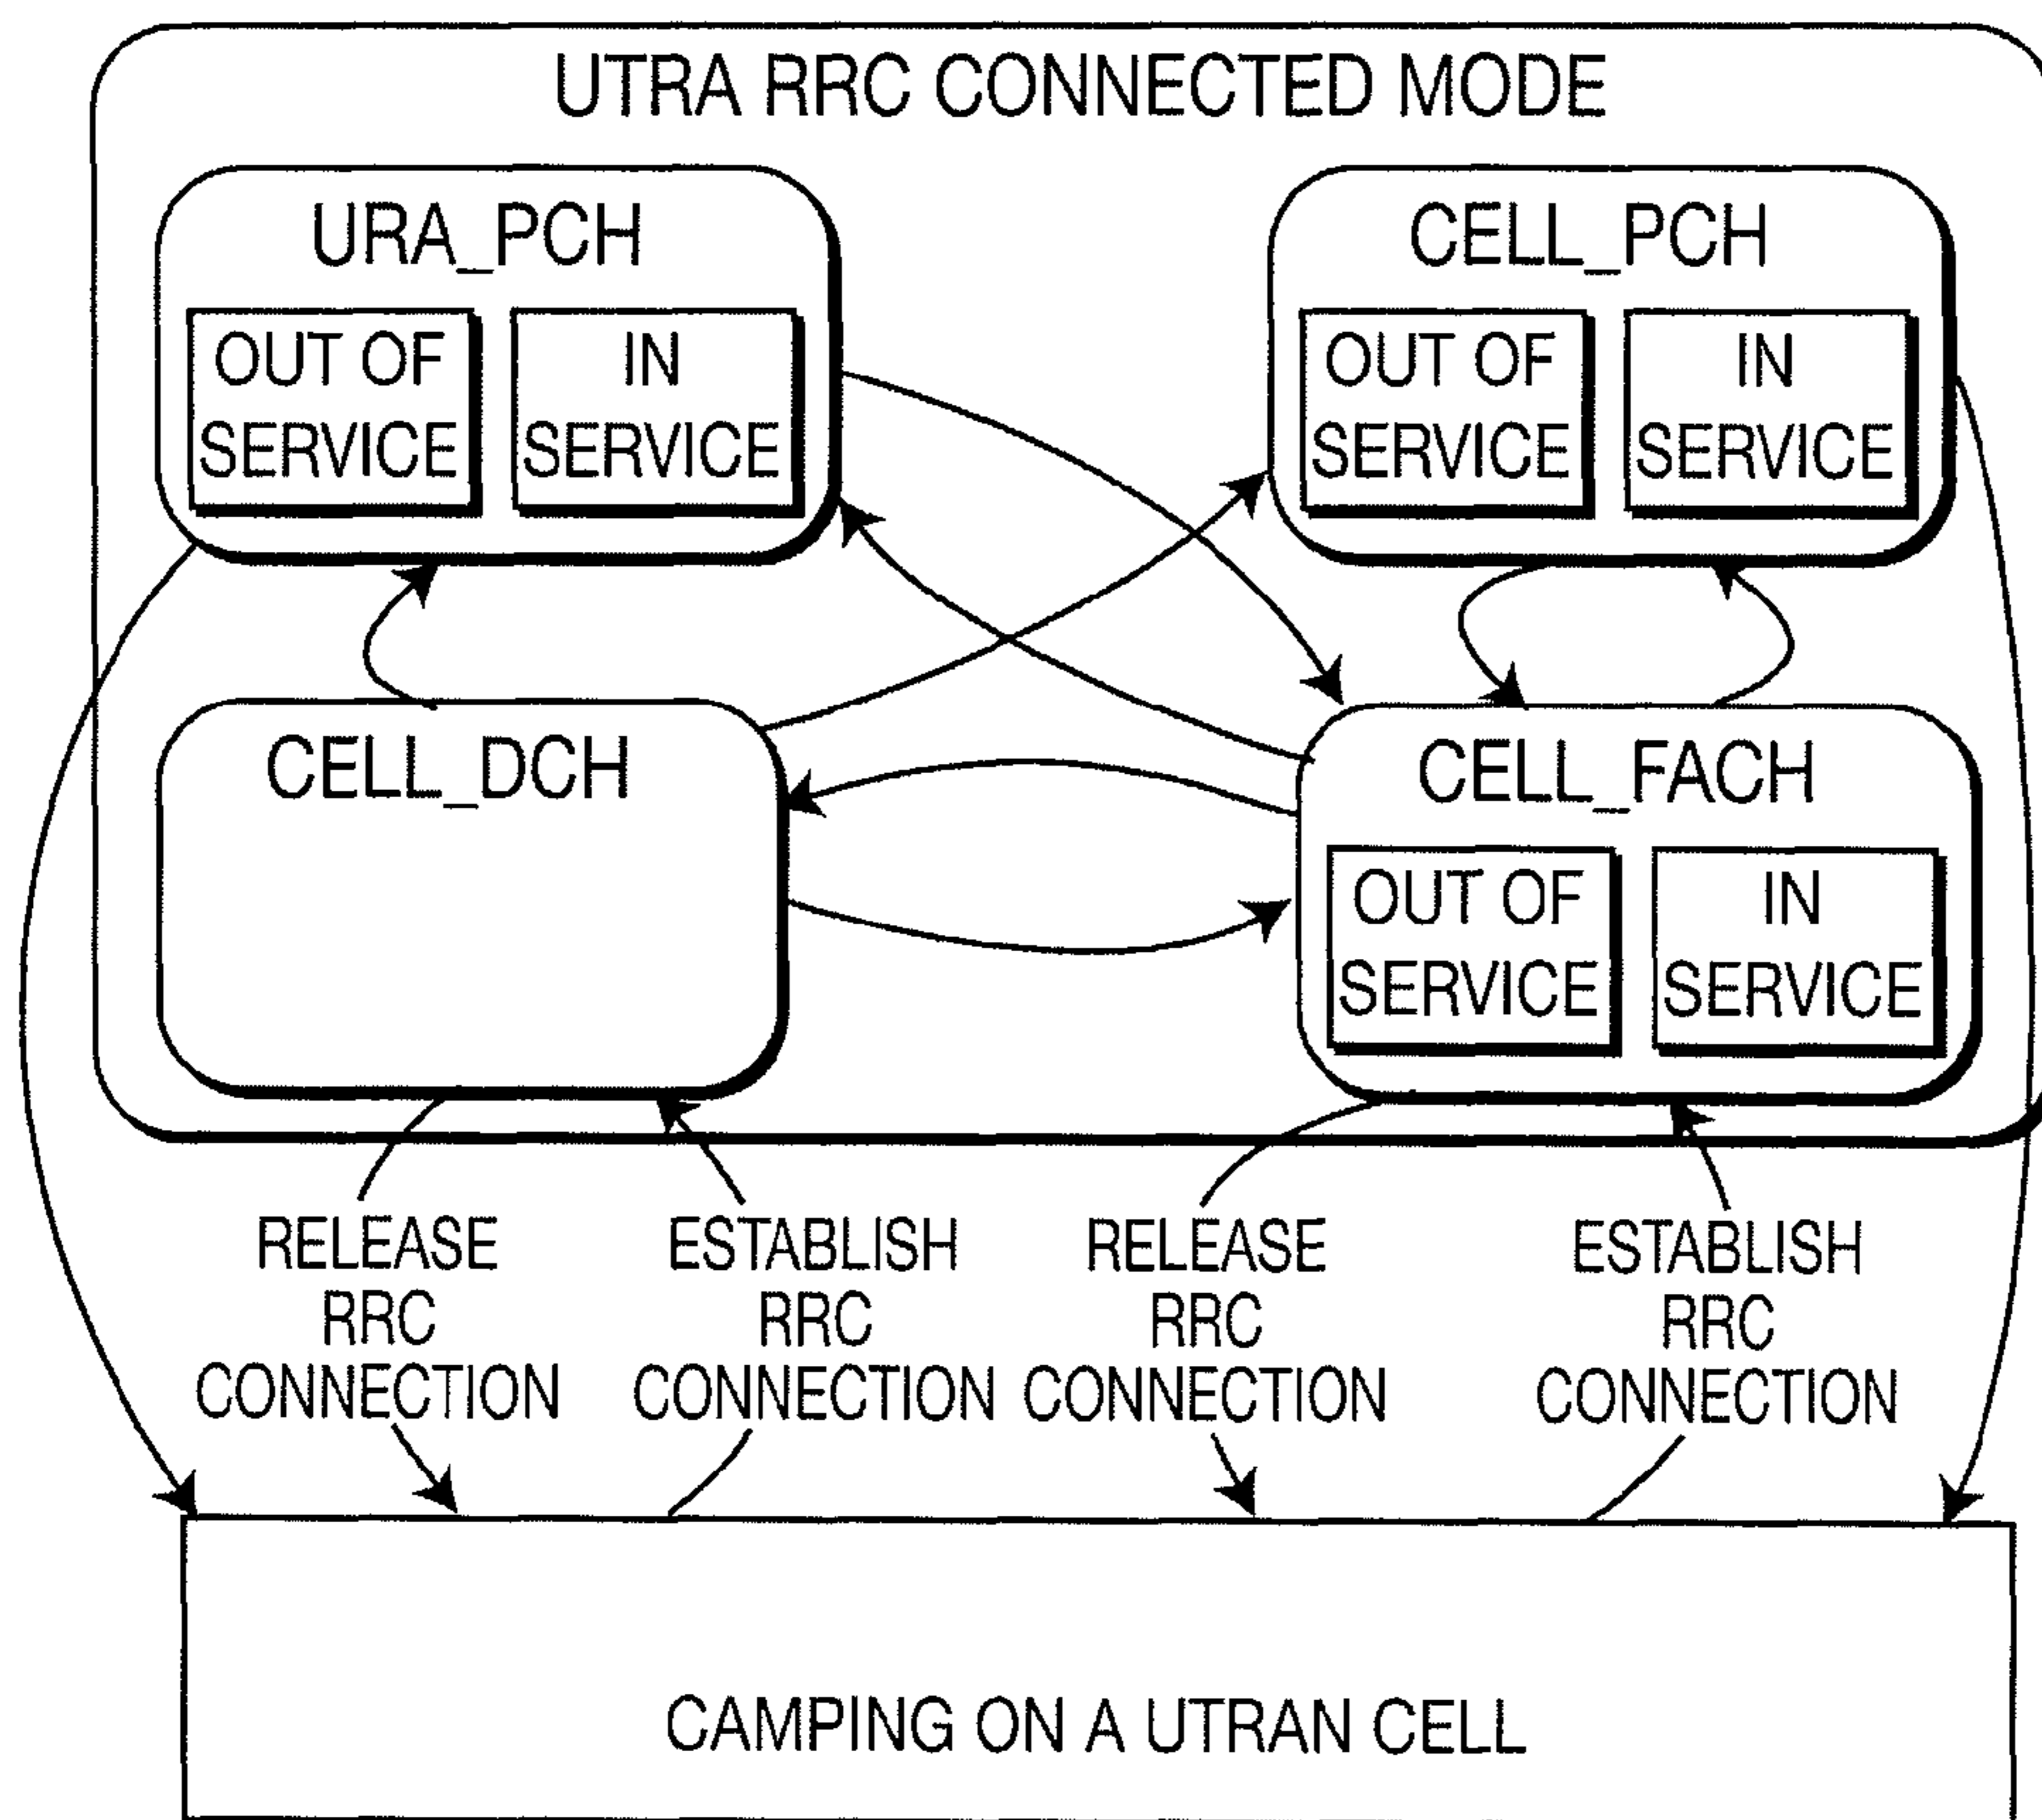 UTRA RRC CONNECTED MODE
URA_PCH
OUT OF
SERVICE
IN
SERVICE
CELL_PCH
OUT OF
SERVICE
IN
SERVICE
CELL_DCH
CELL_FACH
OUT OF
SERVICE
IN
SERVICE
RELEASE
RRC
CONNECTION
ESTABLISH
RRC
CONNECTION
RELEASE
RRC
CONNECTION
ESTABLISH
RRC
CONNECTION
CAMPING ON A UTRAN CELL